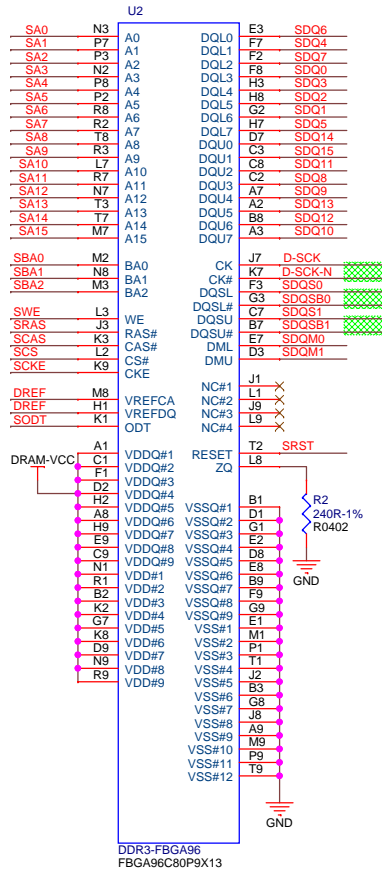 U2
SA0 N3 A0 DQL0 E3 SDQ6
SA1 P7 A1 DQL1 F7 SDQ4
SA2 P3 A2 DQL2 F2 SDQ7
SA3 N2 A3 DQL3 F8 SDQ0
SA4 P8 A4 DQL4 H3 SDQ3
SA5 P2 A5 DQL5 H8 SDQ2
SA6 R8 A6 DQL6 G2 SDQ1
SA7 R2 A7 DQL7 H7 SDQ5
SA8 T8 A8 DQU0 D7 SDQ14
SA9 R3 A9 DQU1 C3 SDQ15
SA10 L7 A10 DQU2 C8 SDQ11
SA11 R7 A11 DQU3 C2 SDQ8
SA12 N7 A12 DQU4 A7 SDQ9
SA13 T3 A13 DQU5 A2 SDQ13
SA14 T7 A14 DQU6 B8 SDQ12
SA15 M7 A15 DQU7 A3 SDQ10
SBA0 M2 BA0 CK J7 D-SCK
SBA1 N8 BA1 CK# K7 D-SCK-N
SBA2 M3 BA2 DQSL F3 SDQS0
DQSL# G3 SDQSB0
SWE L3 WE DQSU C7 SDQS1
SRAS J3 RAS# DQSU# B7 SDQSB1
SCAS K3 CAS# DML E7 SDQM0
SCS L2 CS# DMU D3 SDQM1
SCKE K9 CKE
NC#1 J1
DREF M8 VREFCA NC#2 L1
DREF H1 VREFDQ NC#3 J9
SODT K1 ODT NC#4 L9
A1 VDDQ#1 RESET T2 SRST
DRAM-VCC C1 VDDQ#2 ZQ L8
F1 VDDQ#3
D2 VDDQ#4
R2
240R-1%
R0402
GND
H2 VDDQ#5 VSSQ#1 B1
A8 VDDQ#6 VSSQ#2 D1
H9 VDDQ#7 VSSQ#3 G1
E9 VDDQ#8 VSSQ#4 E2
C9 VDDQ#9 VSSQ#5 D8
N1 VDD#1 VSSQ#6 E8
R1 VDD#2 VSSQ#7 B9
B2 VDD#3 VSSQ#8 F9
K2 VDD#4 VSSQ#9 G9
G7 VDD#5 VSS#1 E1
K8 VDD#6 VSS#2 M1
D9 VDD#7 VSS#3 P1
N9 VDD#8 VSS#4 T1
R9 VDD#9 VSS#5 J2
VSS#6 B3
VSS#7 G8
VSS#8 J8
VSS#9 A9
VSS#10 M9
VSS#11 P9
VSS#12 T9
GND
DDR3-FBGA96
FBGA96C80P9X13